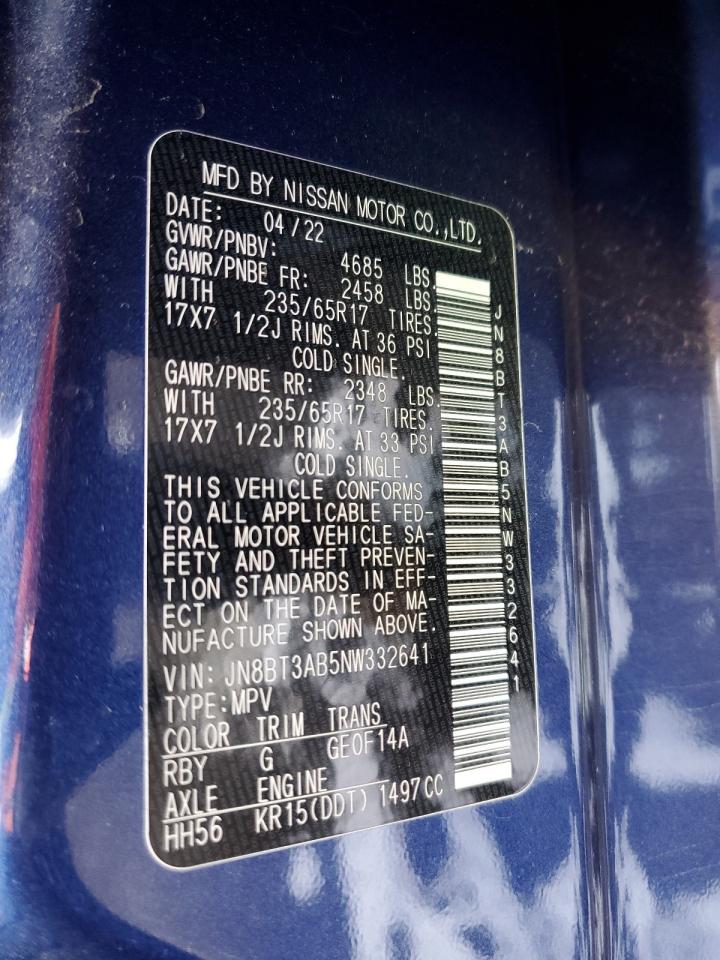 MFD BY NISSAN MOTOR CO.,LTD.
DATE: 04/22
GVWR/PNBV: 4685 LBS.
GAWR/PNBE FR: 2458 LBS.
WITH 235/65R17 TIRES.
17X7 1/2J RIMS. AT 36 PSI
COLD SINGLE.
GAWR/PNBE RR: 2348 LBS.
WITH 235/65R17 TIRES.
17X7 1/2J RIMS. AT 33 PSI
COLD SINGLE.
THIS VEHICLE CONFORMS
TO ALL APPLICABLE FED-
ERAL MOTOR VEHICLE SA-
FETY AND THEFT PREVEN-
TION STANDARDS IN EFF-
ECT ON THE DATE OF MA-
NUFACTURE SHOWN ABOVE.
VIN: JN8BT3AB5NW332641
TYPE:MPV
COLOR TRIM TRANS
RBY G GE0F14A
AXLE ENGINE
HH56 KR15(DDT) 1497CC
JN8BT3AB5NW332641